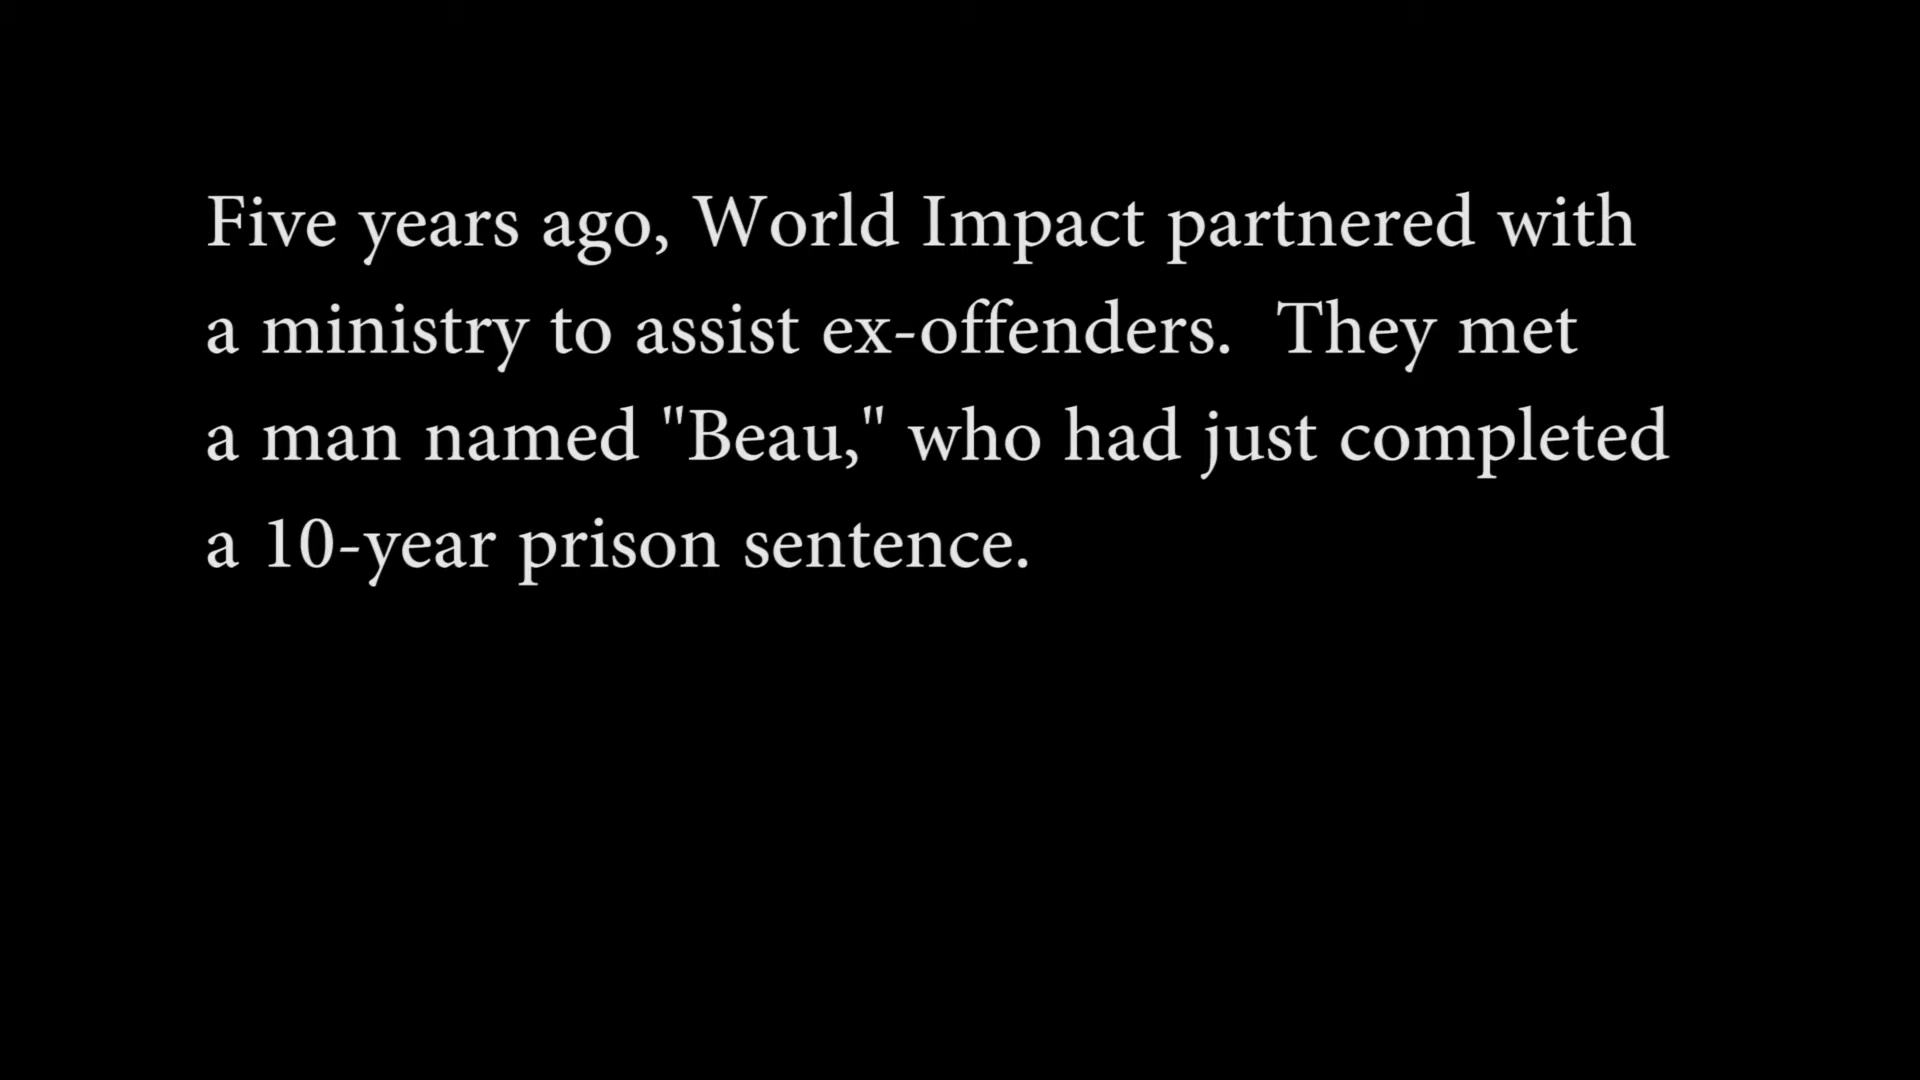 Five years ago, World Impact partnered with
a ministry to assist ex-offenders.  They met
a man named "Beau," who had just completed
a 10-year prison sentence.